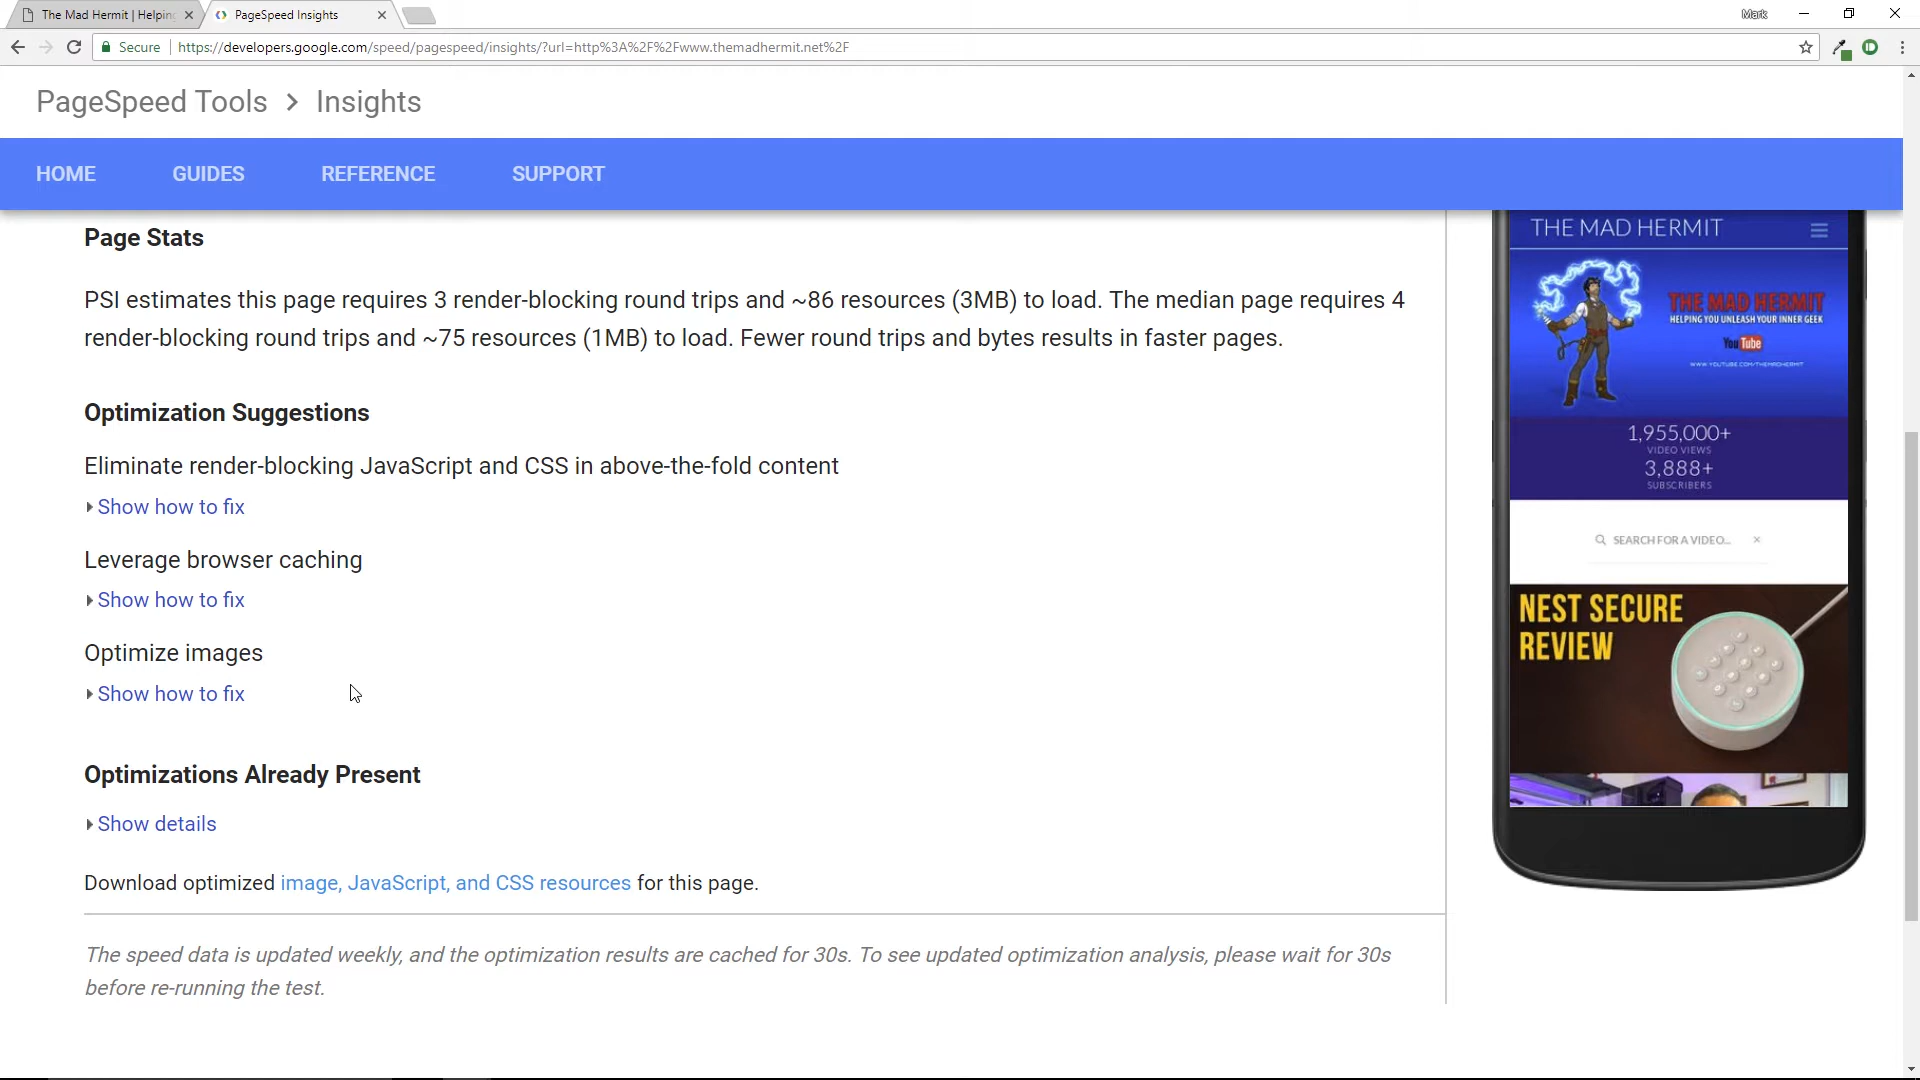 The Mad Hermit | Helping
PageSpeed Insights
Mark
Secure
https://developers.google.com/speed/pagespeed/insights/?url=http%3A%2F%2Fwww.themadhermit.net%2F
PageSpeed Tools > Insights
HOME
GUIDES
REFERENCE
SUPPORT
Page Stats
PSI estimates this page requires 3 render-blocking round trips and ~86 resources (3MB) to load. The median page requires 4
render-blocking round trips and ~75 resources (1MB) to load. Fewer round trips and bytes results in faster pages.
Optimization Suggestions
Eliminate render-blocking JavaScript and CSS in above-the-fold content
Show how to fix
Leverage browser caching
Show how to fix
Optimize images
Show how to fix
Optimizations Already Present
Show details
Download optimized image, JavaScript, and CSS resources for this page.
The speed data is updated weekly, and the optimization results are cached for 30s. To see updated optimization analysis, please wait for 30s
before re-running the test.
THE MAD HERMIT
THE MAD HERMIT
HELPING YOU UNLEASH YOUR INNER GEEK
YouTube
WWW.YOUTUBE.COM/THEMADHERMIT
1,955,000+
VIDEO VIEWS
3,888+
SUBSCRIBERS
SEARCH FOR A VIDEO...
NEST SECURE
REVIEW